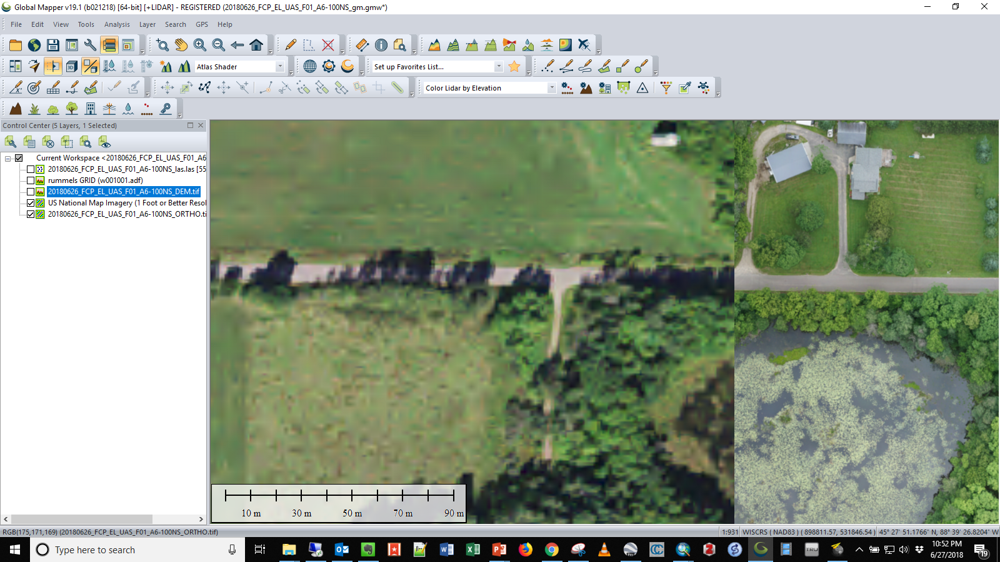 Global Mapper v19.1 (b021218) [64-bit] [+LIDAR] - REGISTERED (20180626_FCP_EL_UAS_F01_A6-100NS_gm.gmw*)
File Edit View Tools Analysis Layer Search GPS Help
Atlas Shader
Set up Favorites List...
Color Lidar by Elevation
3D
Control Center (5 Layers, 1 Selected)
Current Workspace <20180626_FCP_EL_UAS_F01_A6
20180626_FCP_EL_UAS_F01_A6-100NS_las.las [55
rummels GRID (w001001.adf)
20180626_FCP_EL_UAS_F01_A6-100NS_DEM.tif
US National Map Imagery (1 Foot or Better Resol
20180626_FCP_EL_UAS_F01_A6-100NS_ORTHO.ti
10 m 30 m 50 m 70 m 90 m
RGB(175,171,169) (20180626_FCP_EL_UAS_F01_A6-100NS_ORTHO.tif)
1:931 WISCRS ( NAD83 ) ( 898811.57, 531846.54 ) 45° 27' 51.1766" N, 88° 39' 26.8204" W
Type here to search
TRU
10:52 PM
6/27/2018
19